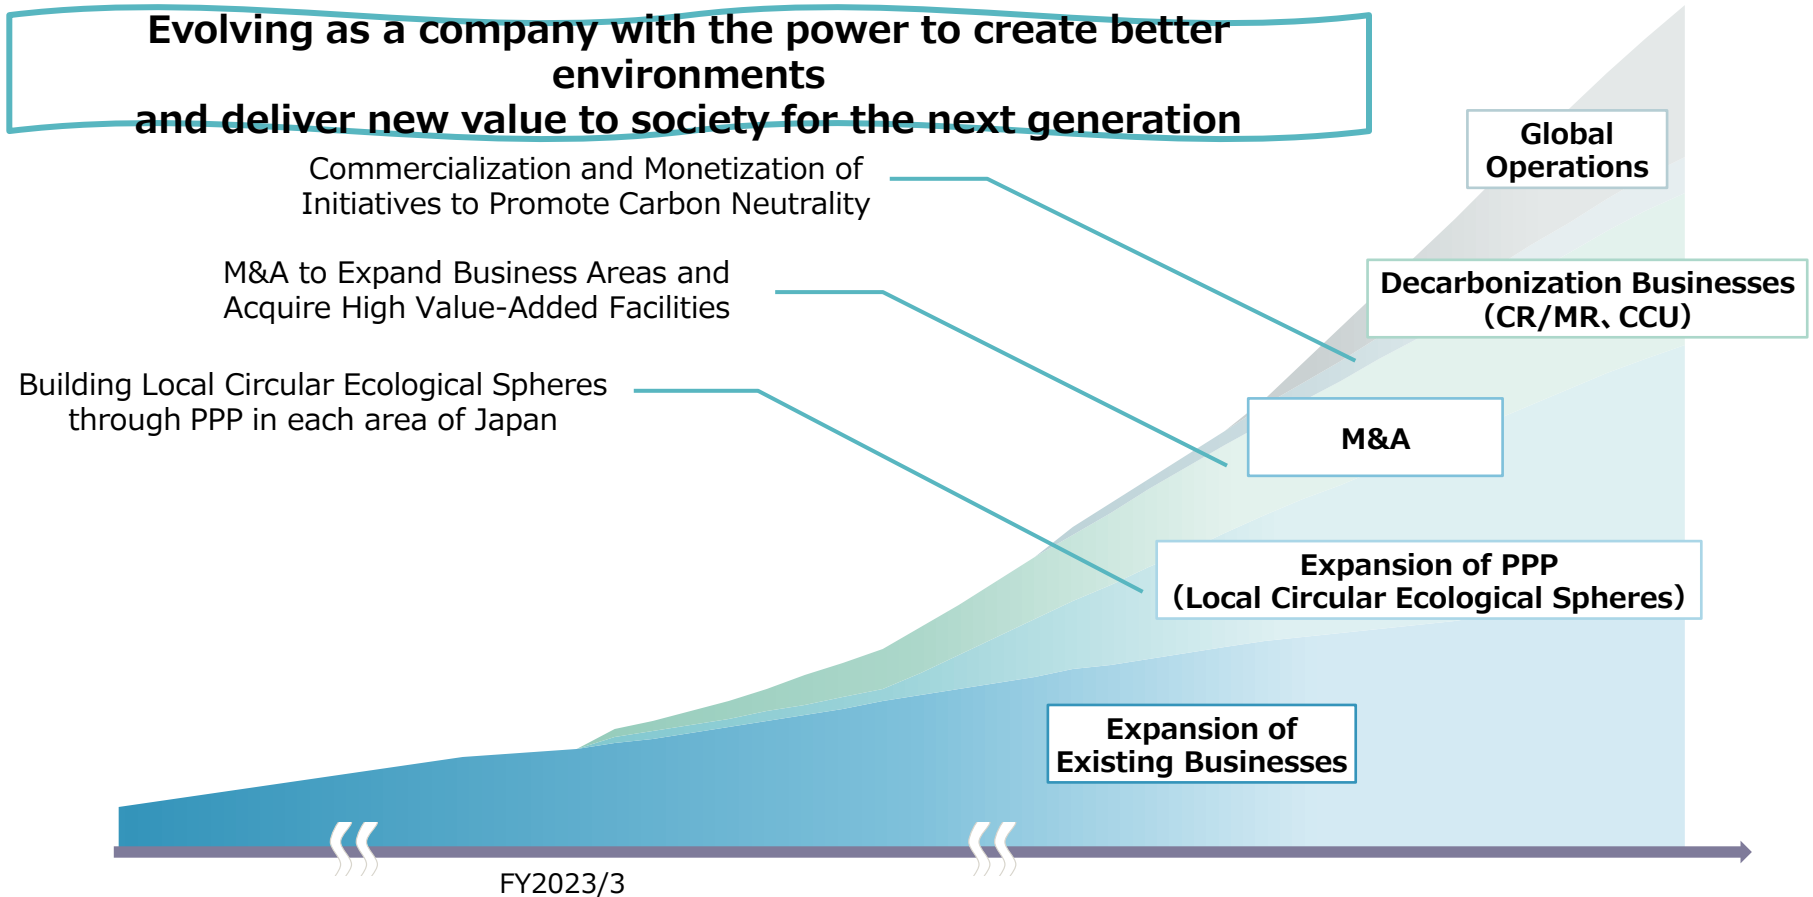 Evolving as a company with the power to create better
environments
and deliver new value to society for the next generation
Commercialization and Monetization of
Initiatives to Promote Carbon Neutrality
M&A to Expand Business Areas and
Acquire High Value-Added Facilities
Building Local Circular Ecological Spheres
through PPP in each area of Japan
Global
Operations
Decarbonization Businesses
（CR/MR、CCU）
M&A
Expansion of PPP
（Local Circular Ecological Spheres）
Expansion of
Existing Businesses
FY2023/3